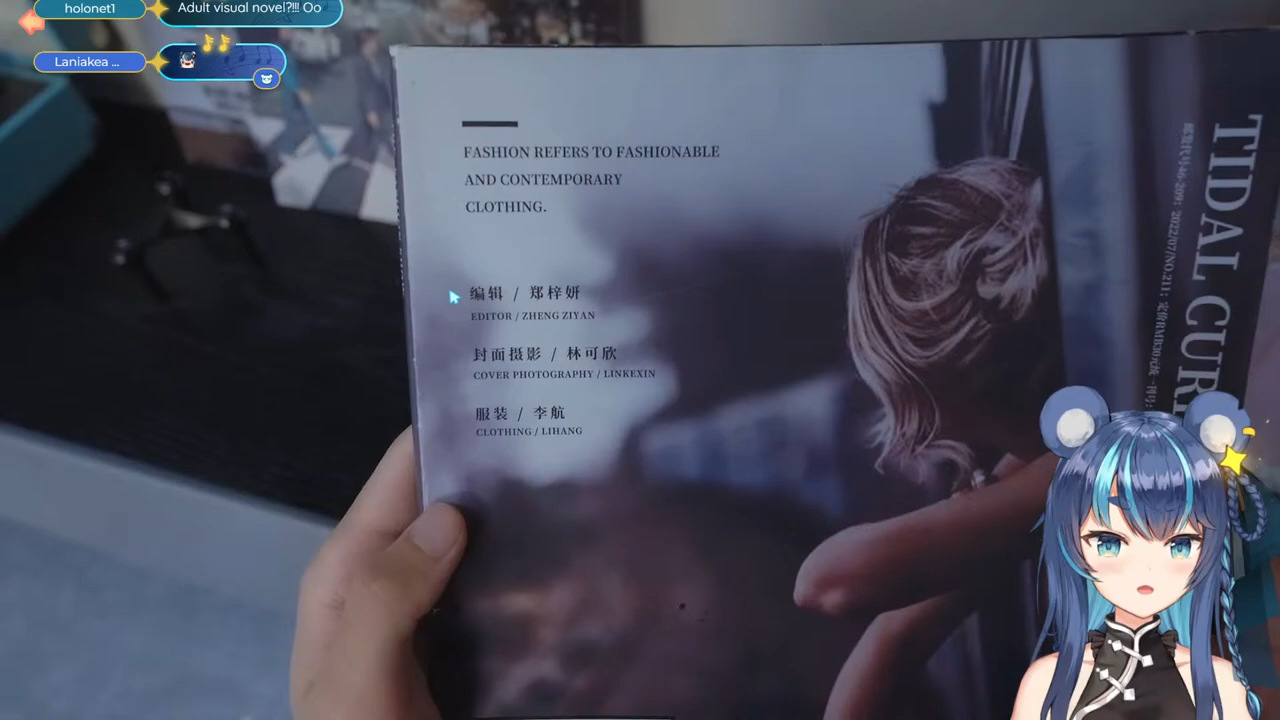 holonet1
Adult visual novel?!!! Oo
Laniakea ...
FASHION REFERS TO FASHIONABLE
AND CONTEMPORARY
CLOTHING.
编辑 / 郑梓妍
EDITOR / ZHENG ZIYAN
封面摄影 / 林可欣
COVER PHOTOGRAPHY / LINKEXIN
服装 / 李航
CLOTHING / LIHANG
TIDAL CUR